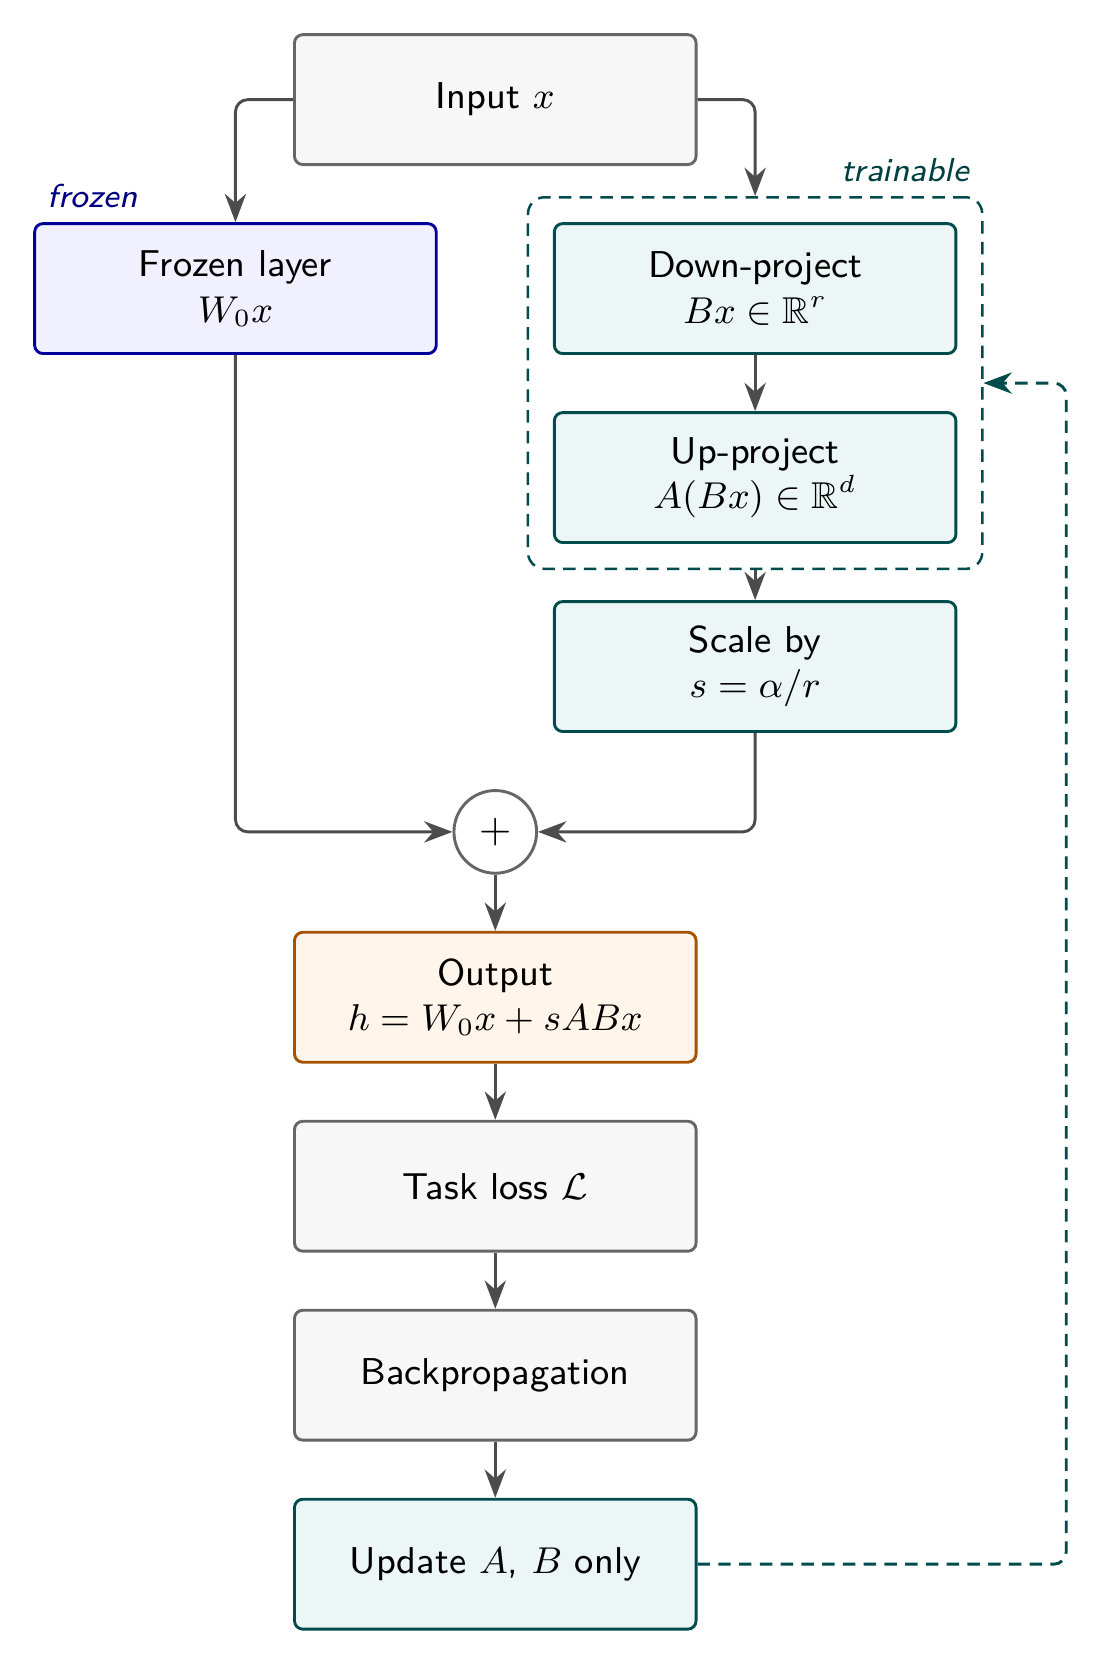 Input x
trainable
frozen
Frozen layer
W₀x
Down-project
Bx ∈ ℝʳ
Up-project
A(Bx) ∈ ℝᵈ
Scale by
s = α/r
+
Output
h = W₀x + sABx
Task loss ℒ
Backpropagation
Update A, B only